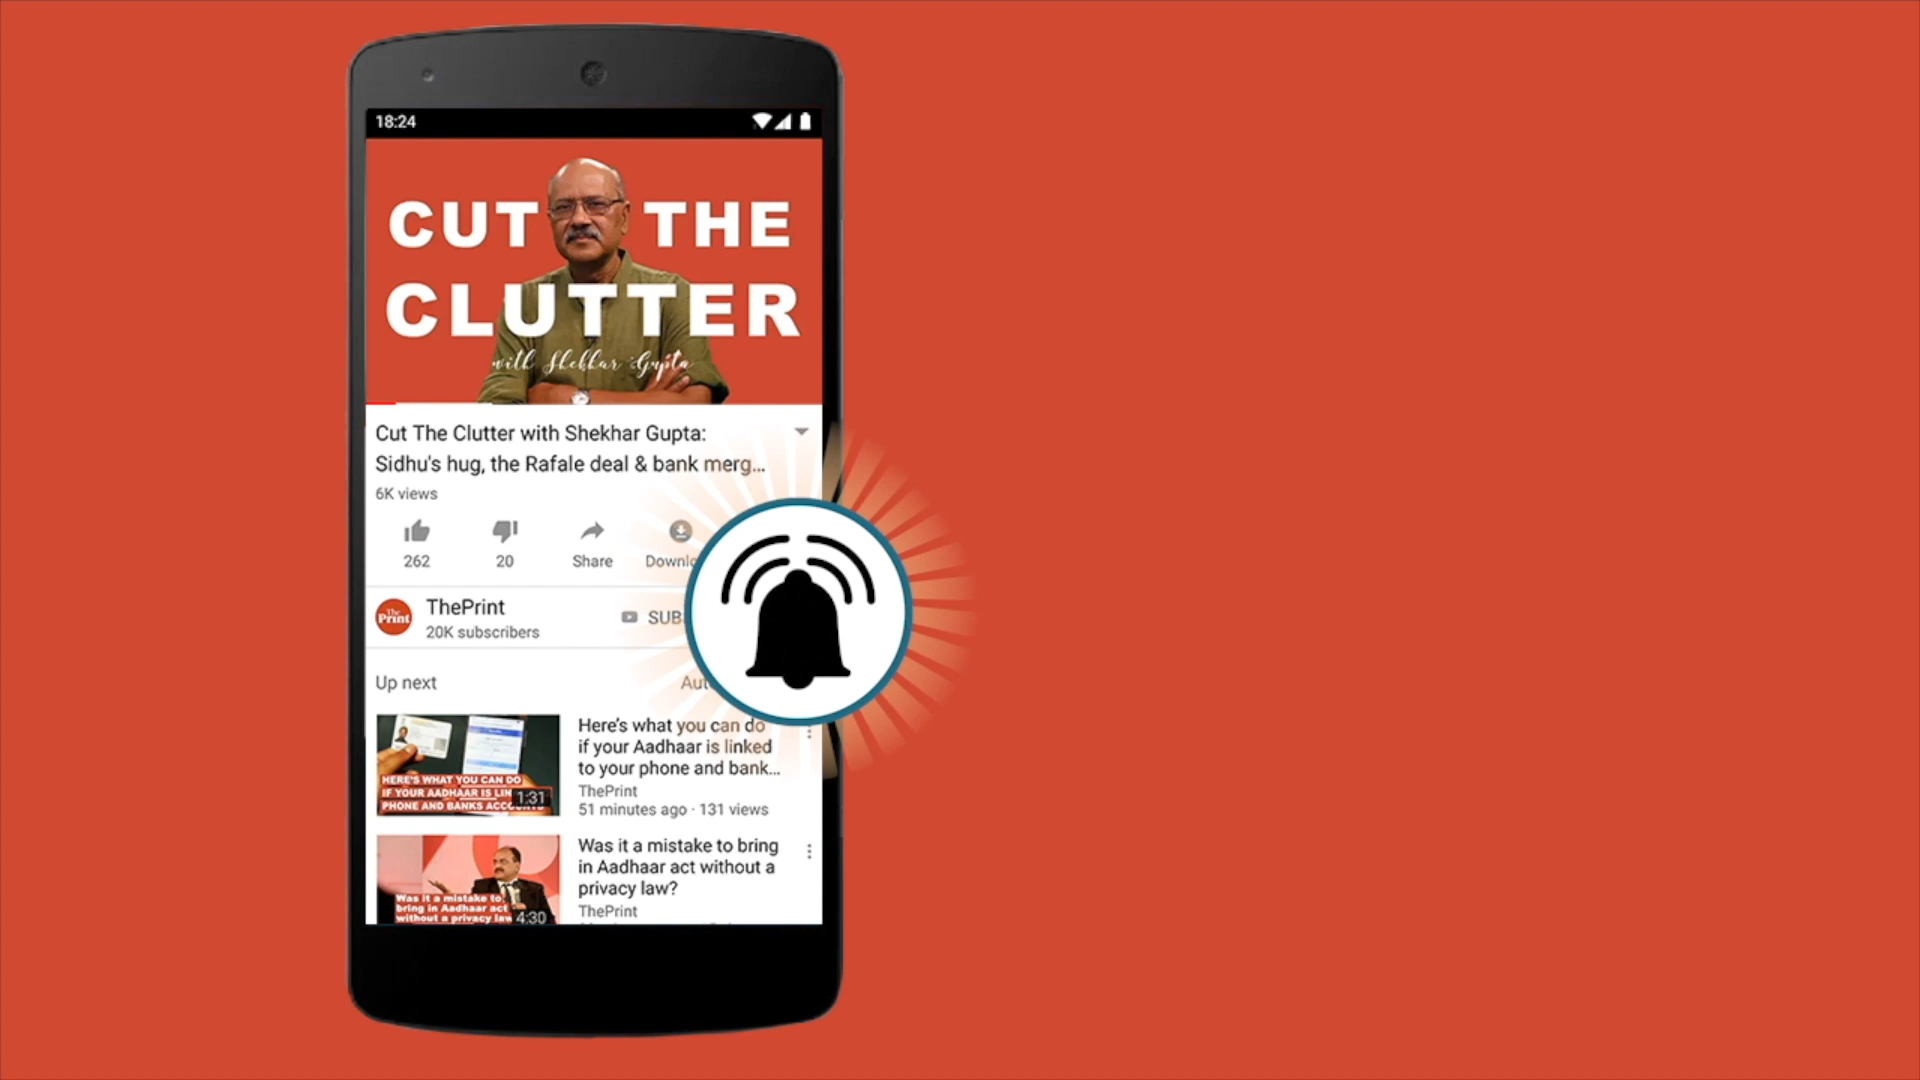 18:24
CUT THE
CLUTTER
with Shekhar Gupta
Cut The Clutter with Shekhar Gupta:
Sidhu's hug, the Rafale deal & bank merg...
6K views
262
20
Share
Downlo
The
Print
ThePrint
20K subscribers
SUB
Up next
Aut
HERE'S WHAT YOU CAN DO
IF YOUR AADHAAR IS LIN
PHONE AND BANKS ACCOUNTS
1:31
Here's what you can do
if your Aadhaar is linked
to your phone and bank...
ThePrint
51 minutes ago · 131 views
Was it a mistake to
bring in Aadhaar act
without a privacy law
4:30
Was it a mistake to bring
in Aadhaar act without a
privacy law?
ThePrint